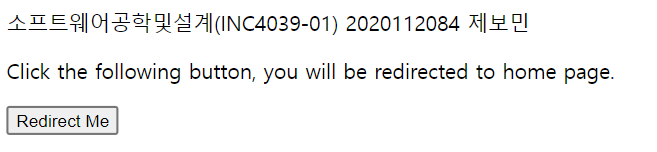 소프트웨어공학및설계(INC4039-01) 2020112084 제보민
Click the following button, you will be redirected to home page.
Redirect Me